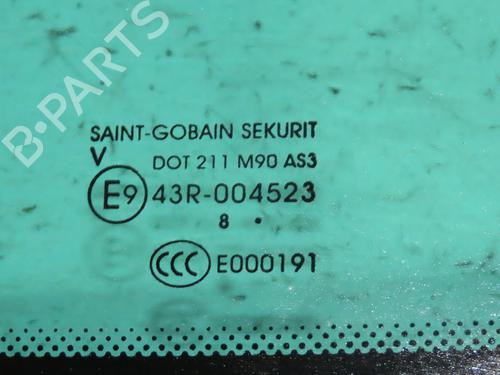 B-PARTS
SAINT-GOBAIN SEKURIT
V DOT 211 M90 AS3
E9 43R-004523
8 .
CCC E000191